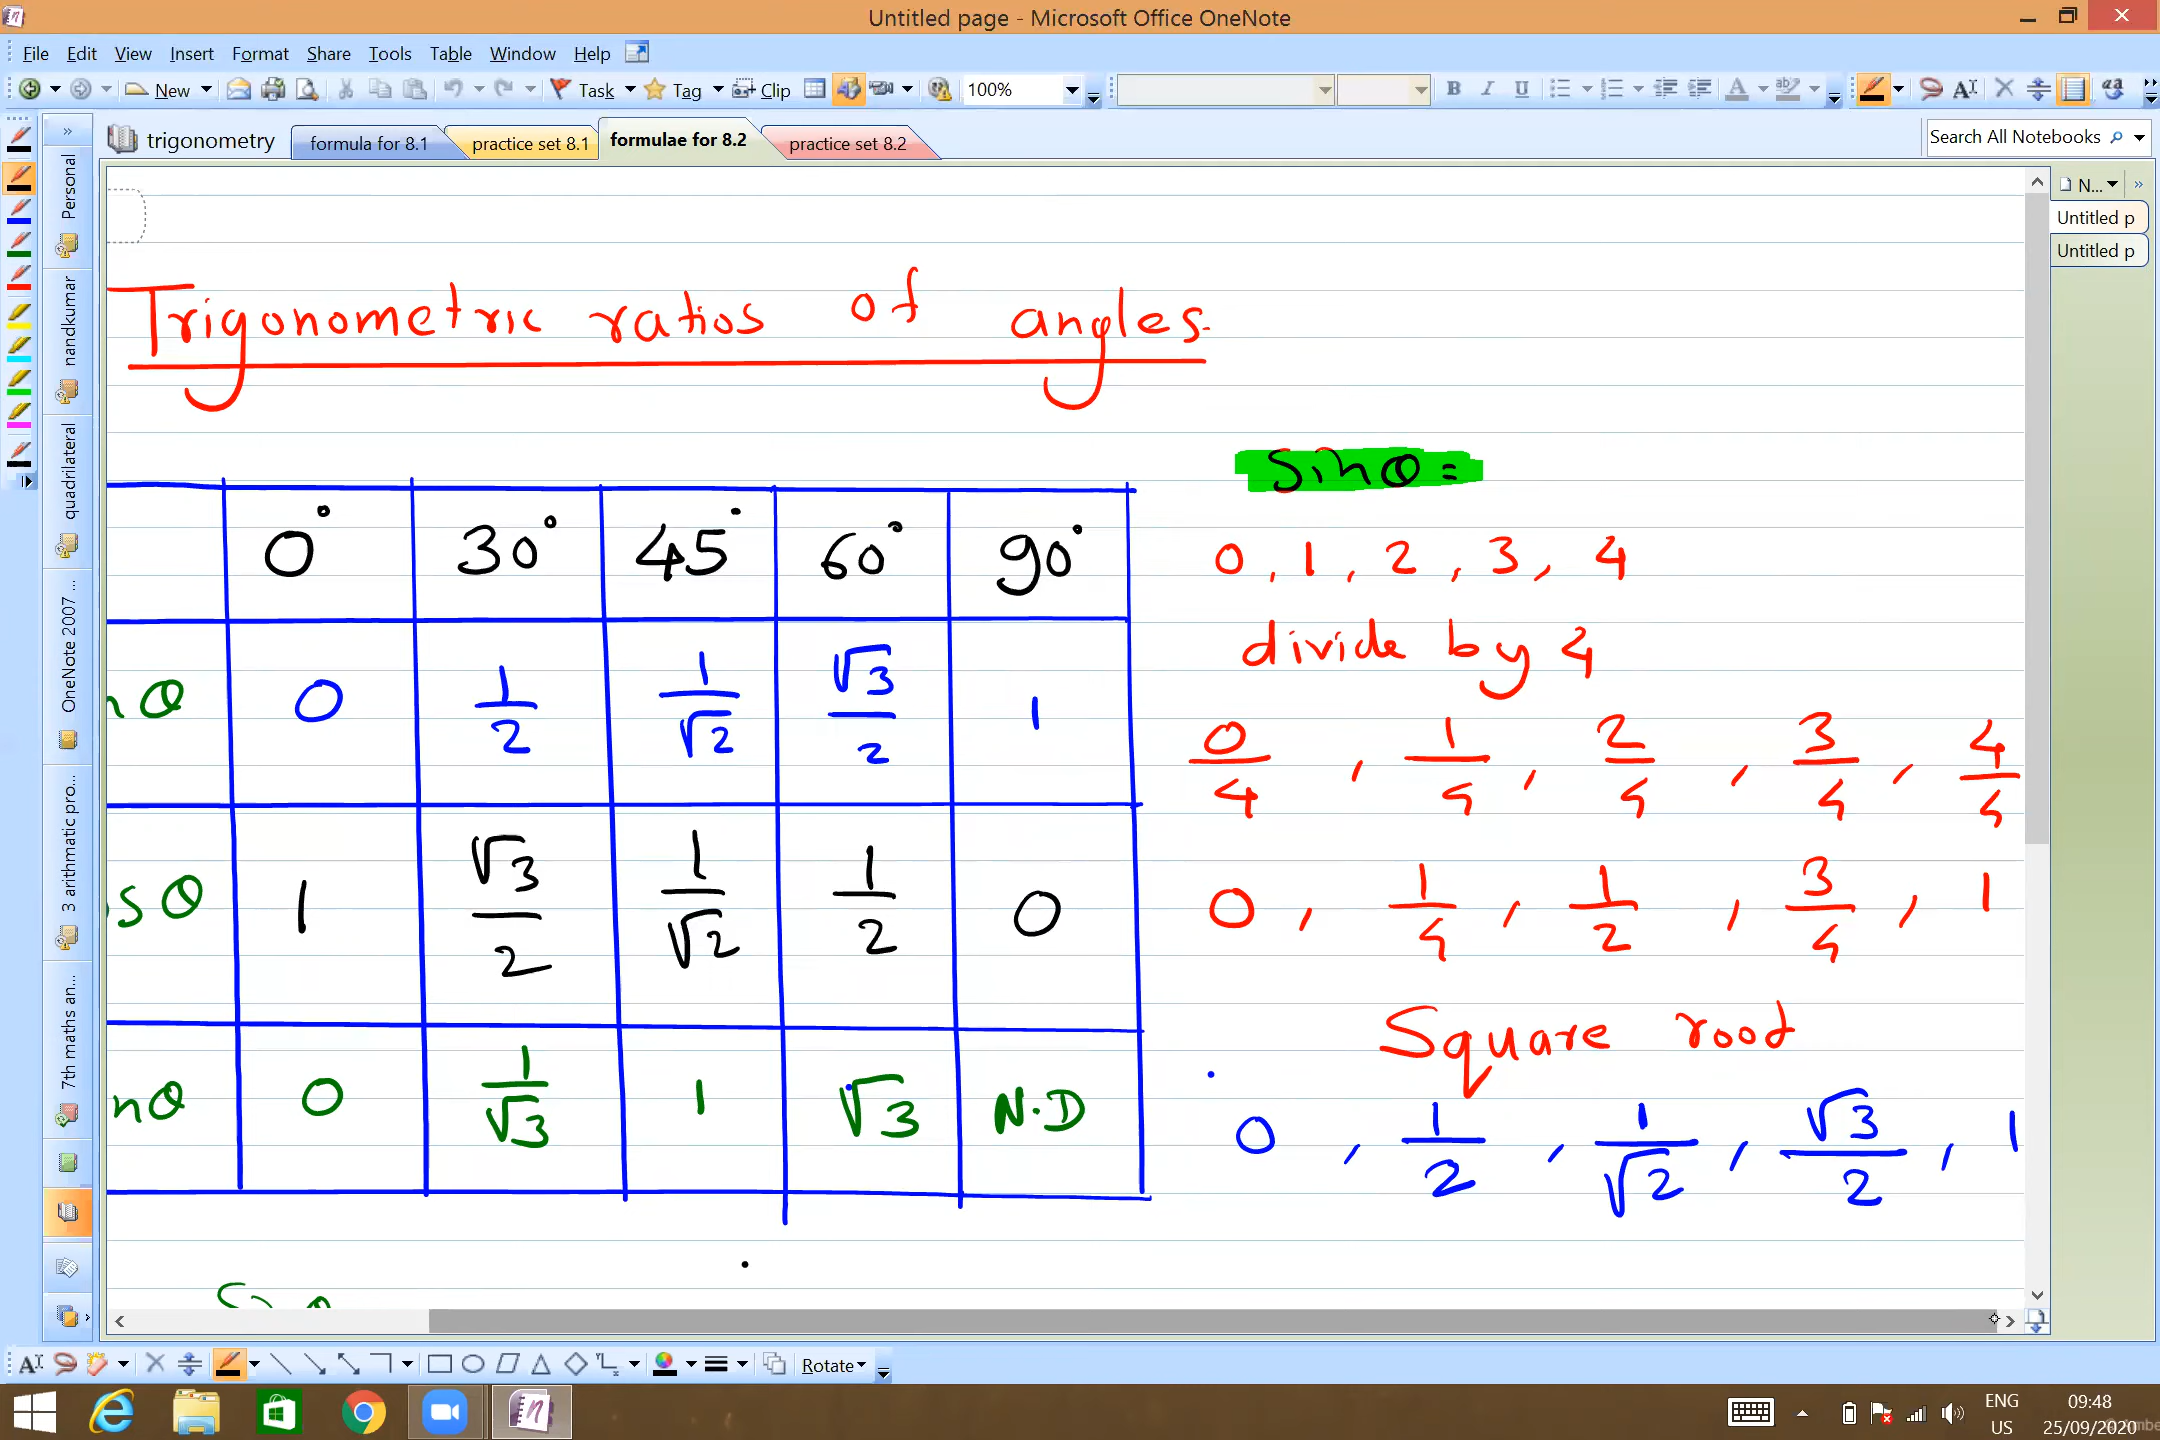 Untitled page - Microsoft Office OneNote
File Edit View Insert Format Share Tools Table Window Help
New Task Tag Clip 100% B I U
trigonometry formula for 8.1 practice set 8.1 formulae for 8.2 practice set 8.2
Search All Notebooks
N...
Untitled p
Untitled p
Personal
nandkumar
quadrilateral
OneNote 2007 ...
3 arithmatic pro...
7th maths an...
Trigonometric ratios of angles.
0° 30° 45° 60° 90°
nθ 0 1/2 1/√2 √3/2 1
sθ 1 √3/2 1/√2 1/2 0
nθ 0 1/√3 1 √3 N.D
Sinθ =
0, 1, 2, 3, 4
divide by 4
0/4, 1/4, 2/4, 3/4, 4/4
0, 1/4, 1/2, 3/4, 1
Square root
0, 1/2, 1/√2, √3/2, 1
Rotate
ENG
US
09:48
25/09/2020